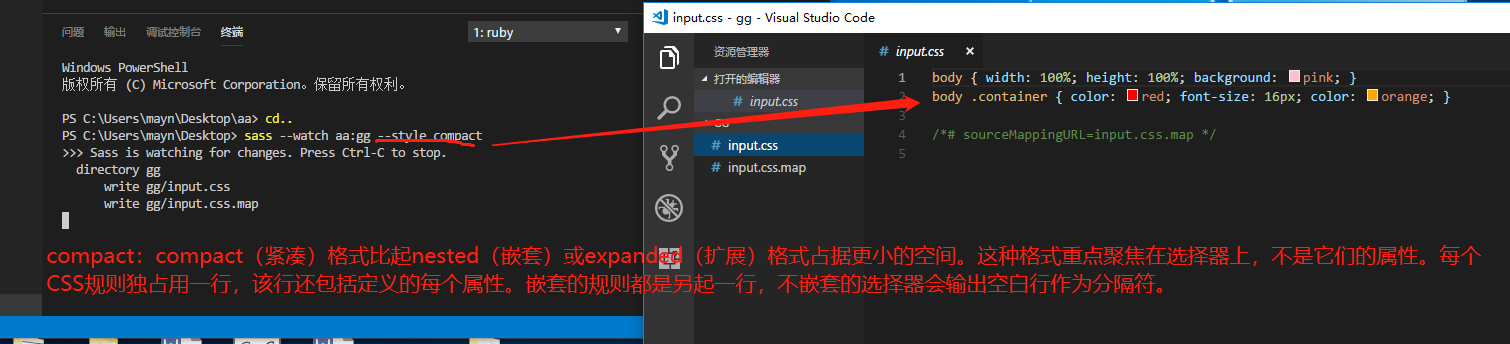 问题 输出 调试控制台 终端 1: ruby
Windows PowerShell
版权所有 (C) Microsoft Corporation。保留所有权利。
PS C:\Users\mayn\Desktop\aa> cd..
PS C:\Users\mayn\Desktop> sass --watch aa:gg --style compact
>>> Sass is watching for changes. Press Ctrl-C to stop.
directory gg
write gg/input.css
write gg/input.css.map
input.css - gg - Visual Studio Code
资源管理器
打开的编辑器
# input.css
GG
# input.css
# input.css.map
# input.css ×
1 body { width: 100%; height: 100%; background: pink; }
2 body .container { color: red; font-size: 16px; color: orange; }
3
4 /*# sourceMappingURL=input.css.map */
5
compact：compact（紧凑）格式比起nested（嵌套）或expanded（扩展）格式占据更小的空间。这种格式重点聚焦在选择器上，不是它们的属性。每个
CSS规则独占用一行，该行还包括定义的每个属性。嵌套的规则都是另起一行，不嵌套的选择器会输出空白行作为分隔符。